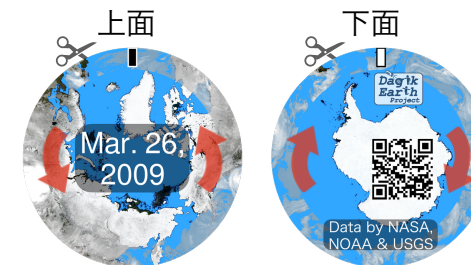 上面
下面
Mar. 26,
2009
Dagik
Earth
Project
Data by NASA,
NOAA & USGS